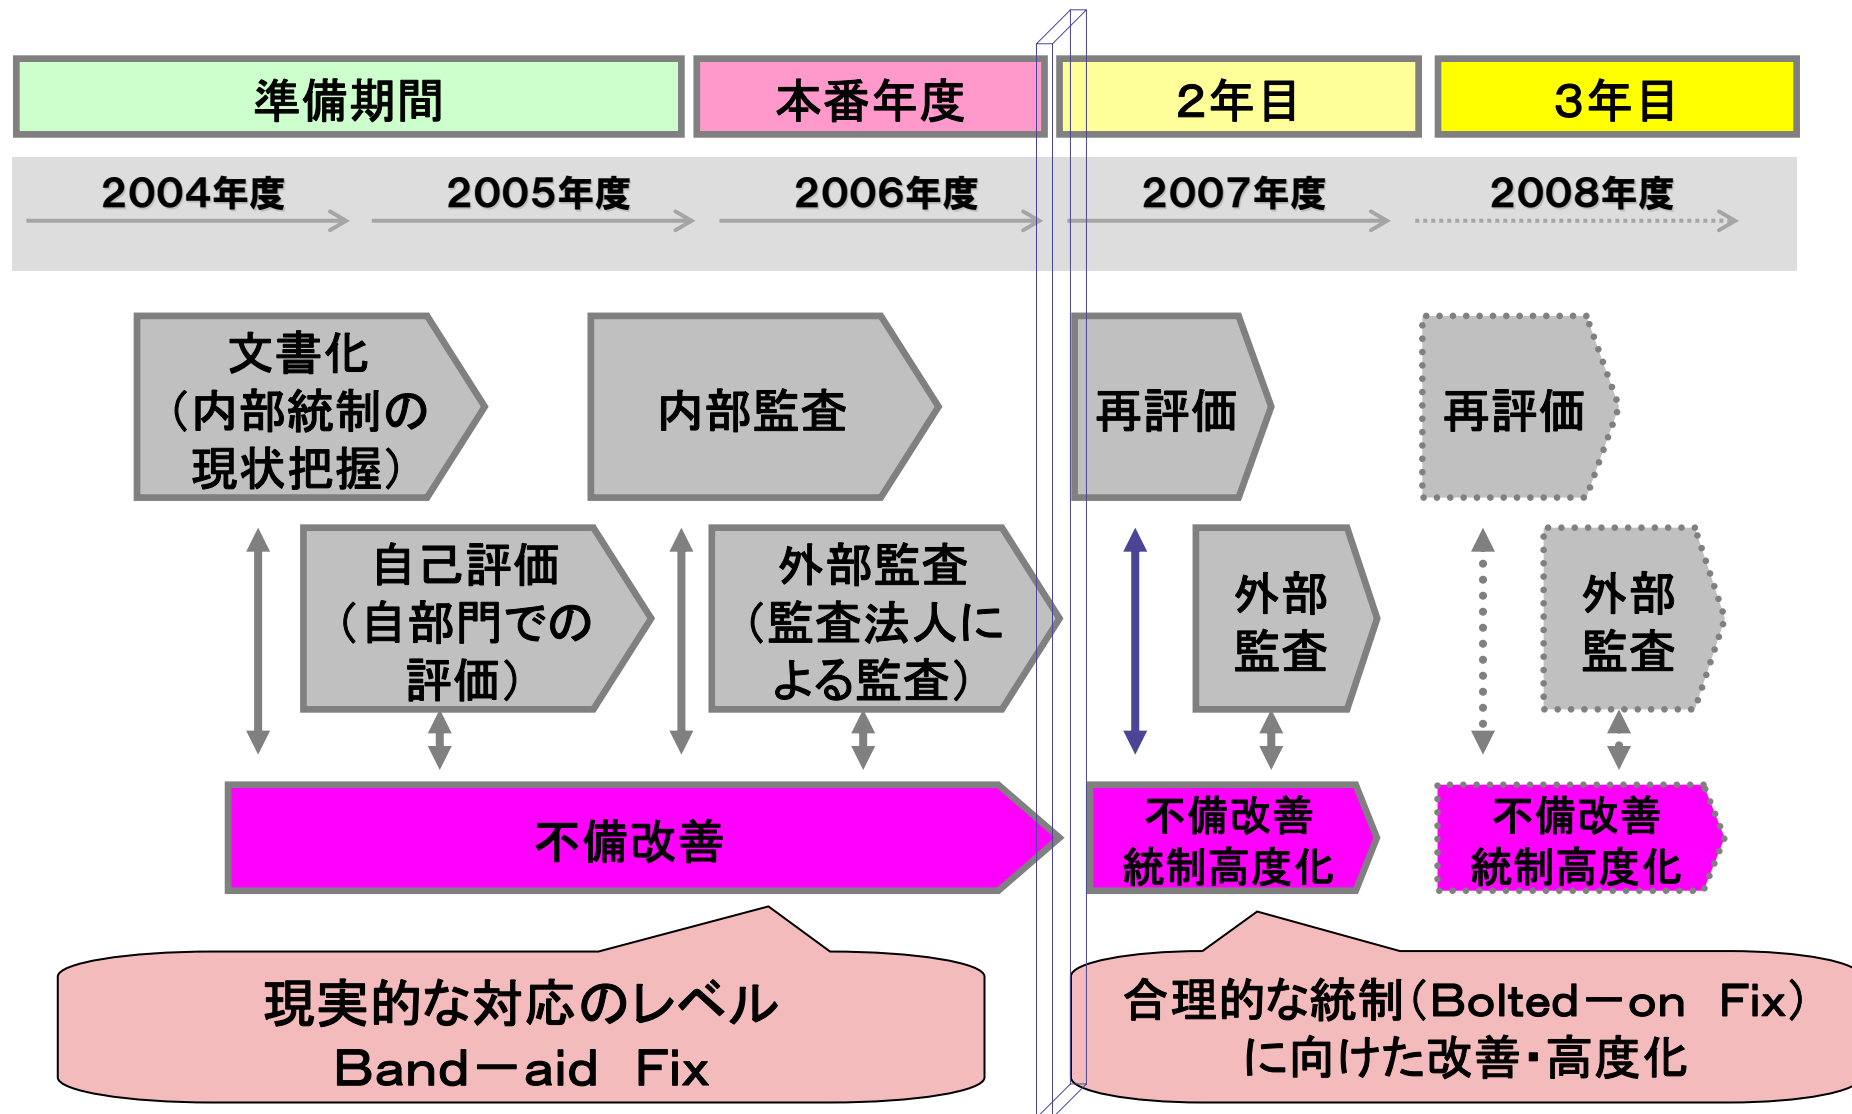 準備期間
本番年度
2年目
3年目
2004年度
2005年度
2006年度
2007年度
2008年度
文書化
（内部統制の
現状把握）
内部監査
再評価
再評価
自己評価
（自部門での
評価）
外部監査
（監査法人に
よる監査）
外部
監査
外部
監査
不備改善
不備改善
統制高度化
不備改善
統制高度化
現実的な対応のレベル
Band－aid　Fix
合理的な統制（Bolted－on　Fix）
に向けた改善・高度化